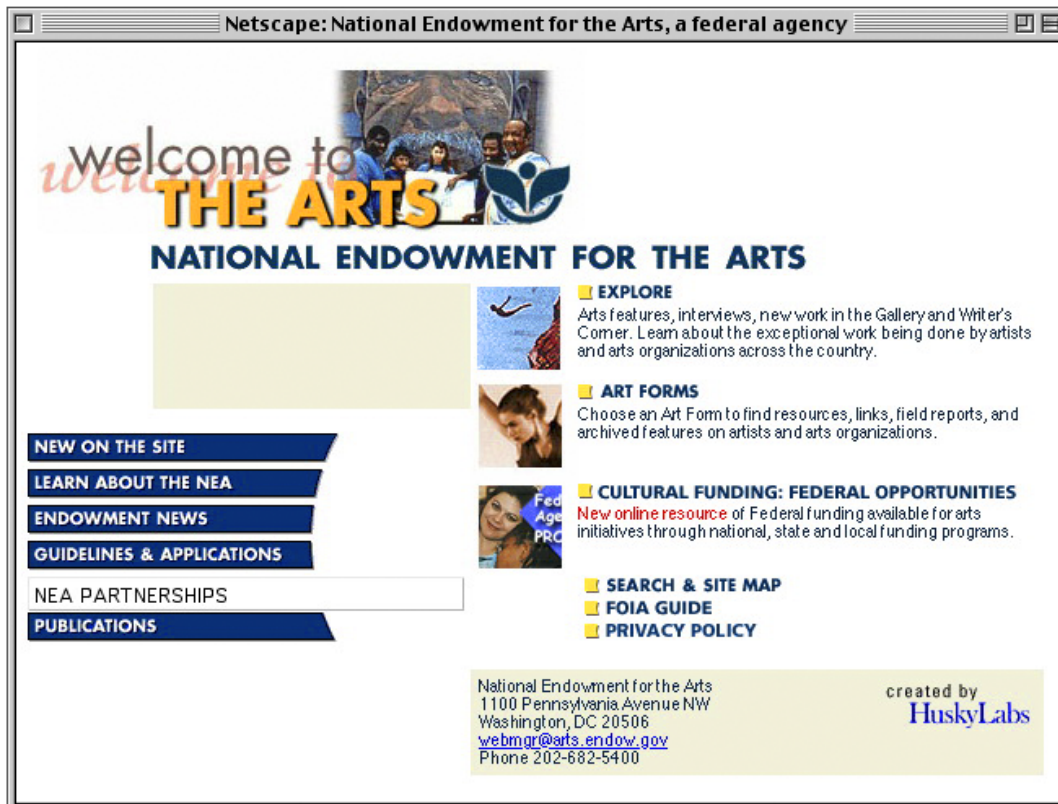 Netscape: National Endowment for the Arts, a federal agency
welcome to
welcome to
THE ARTS
NATIONAL ENDOWMENT FOR THE ARTS
EXPLORE
Arts features, interviews, new work in the Gallery and Writer's
Corner. Learn about the exceptional work being done by artists
and arts organizations across the country.
ART FORMS
Choose an Art Form to find resources, links, field reports, and
archived features on artists and arts organizations.
Fed
Age
PRO
CULTURAL FUNDING: FEDERAL OPPORTUNITIES
New online resource of Federal funding available for arts
initiatives through national, state and local funding programs.
NEW ON THE SITE
LEARN ABOUT THE NEA
ENDOWMENT NEWS
GUIDELINES & APPLICATIONS
NEA PARTNERSHIPS
PUBLICATIONS
SEARCH & SITE MAP
FOIA GUIDE
PRIVACY POLICY
National Endowment for the Arts
1100 Pennsylvania Avenue NW
Washington, DC 20506
webmgr@arts.endow.gov
Phone 202-682-5400
created by
HuskyLabs